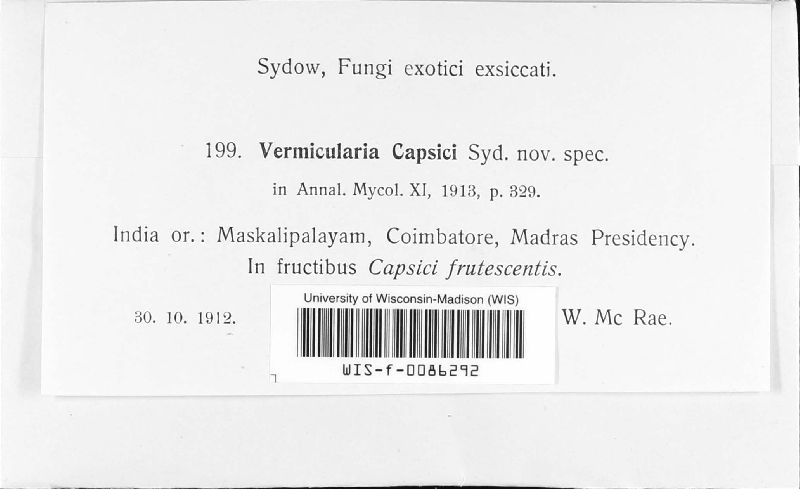 Sydow, Fungi exotici exsiccati.
199. Vermicularia Capsici Syd. nov. spec.
in Annal. Mycol. XI, 1913, p. 329.
India or.: Maskalipalayam, Coimbatore, Madras Presidency.
In fructibus Capsici frutescentis.
30. 10. 1912.
W. Mc Rae.
University of Wisconsin-Madison (WIS)
WIS-f-0086292